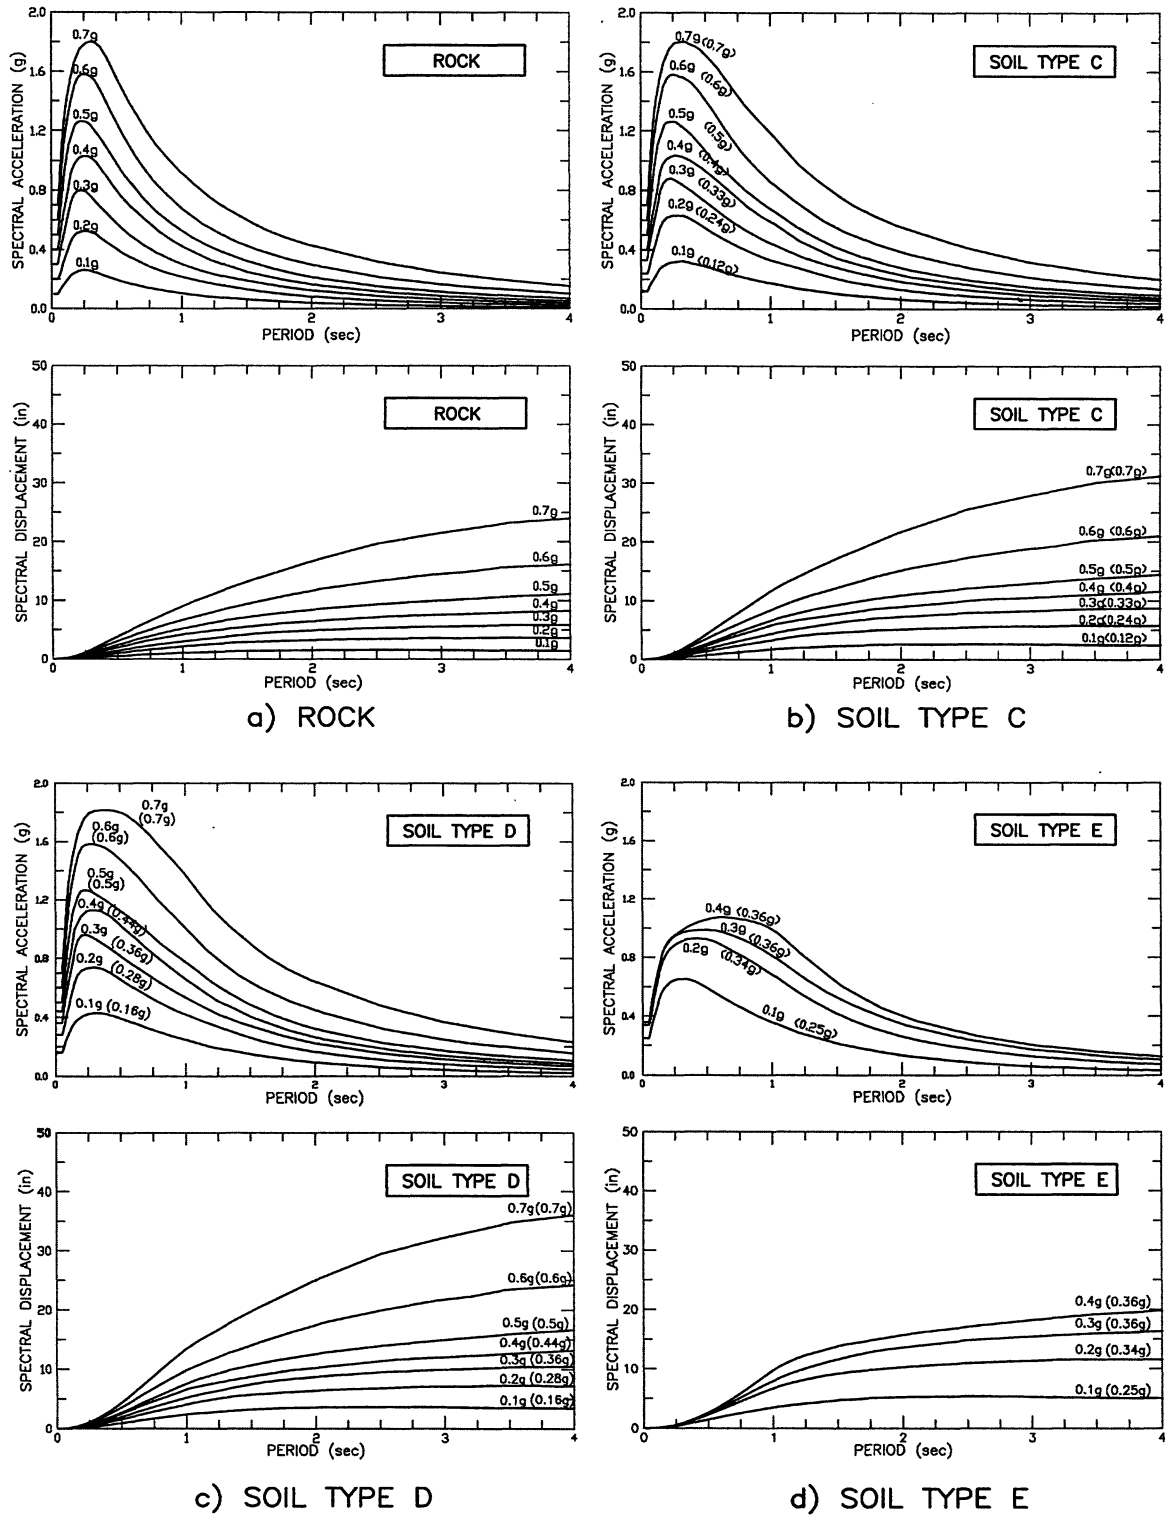 SPECTRAL ACCELERATION (g)
2.0
1.6
1.2
0.8
0.4
0.0
0.7g
0.6g
0.5g
0.4g
0.3g
0.2g
0.1g
ROCK
0
1
2
3
4
PERIOD (sec)
SPECTRAL ACCELERATION (g)
2.0
1.6
1.2
0.8
0.4
0.0
0.7g (0.7g)
0.6g (0.6g)
0.5g (0.5g)
0.4g (0.4g)
0.3g (0.33g)
0.2g (0.24g)
0.1g (0.12g)
SOIL TYPE C
0
1
2
3
4
PERIOD (sec)
SPECTRAL DISPLACEMENT (in)
50
40
30
20
10
0
ROCK
0.7g
0.6g
0.5g
0.4g
0.3g
0.2g
0.1g
0
1
2
3
4
PERIOD (sec)
a) ROCK
SPECTRAL DISPLACEMENT (in)
50
40
30
20
10
0
SOIL TYPE C
0.7g(0.7g)
0.6g (0.6g)
0.5g (0.5g)
0.4g (0.4g)
0.3g(0.33g)
0.2g(0.24g)
0.1g(0.12g)
0
1
2
3
4
PERIOD (sec)
b) SOIL TYPE C
SPECTRAL ACCELERATION (g)
2.0
1.6
1.2
0.8
0.4
0.0
0.7g
(0.7g)
0.6g
(0.6g)
0.5g
(0.5g)
0.4g (0.44g)
0.3g (0.36g)
0.2g (0.28g)
0.1g (0.16g)
SOIL TYPE D
0
1
2
3
4
PERIOD (sec)
SPECTRAL ACCELERATION (g)
2.0
1.6
1.2
0.8
0.4
0.0
0.4g (0.36g)
0.3g (0.36g)
0.2g (0.34g)
0.1g (0.25g)
SOIL TYPE E
0
1
2
3
4
PERIOD (sec)
SPECTRAL DISPLACEMENT (in)
50
40
30
20
10
0
SOIL TYPE D
0.7g (0.7g)
0.6g (0.6g)
0.5g (0.5g)
0.4g(0.44g)
0.3g (0.36g)
0.2g (0.28g)
0.1g (0.16g)
0
1
2
3
4
PERIOD (sec)
c) SOIL TYPE D
SPECTRAL DISPLACEMENT (in)
50
40
30
20
10
0
SOIL TYPE E
0.4g (0.36g)
0.3g (0.36g)
0.2g (0.34g)
0.1g (0.25g)
0
1
2
3
4
PERIOD (sec)
d) SOIL TYPE E